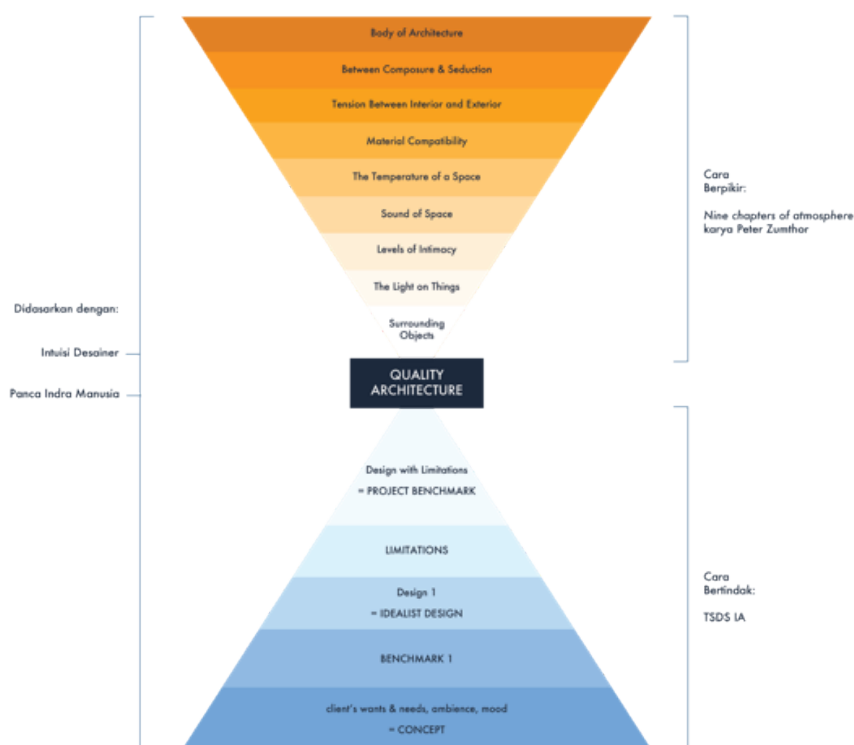 Body of Architecture
Between Composure & Seduction
Tension Between Interior and Exterior
Material Compatibility
The Temperature of a Space
Sound of Space
Levels of Intimacy
The Light on Things
Surrounding
Objects
QUALITY
ARCHITECTURE
Design with Limitations
= PROJECT BENCHMARK
LIMITATIONS
Design 1
= IDEALIST DESIGN
BENCHMARK 1
client's wants & needs, ambience, mood
= CONCEPT
Didasarkan dengan:
Intuisi Desainer
Panca Indra Manusia
Cara
Berpikir:
Nine chapters of atmosphere
karya Peter Zumthor
Cara
Bertindak:
TSDS IA